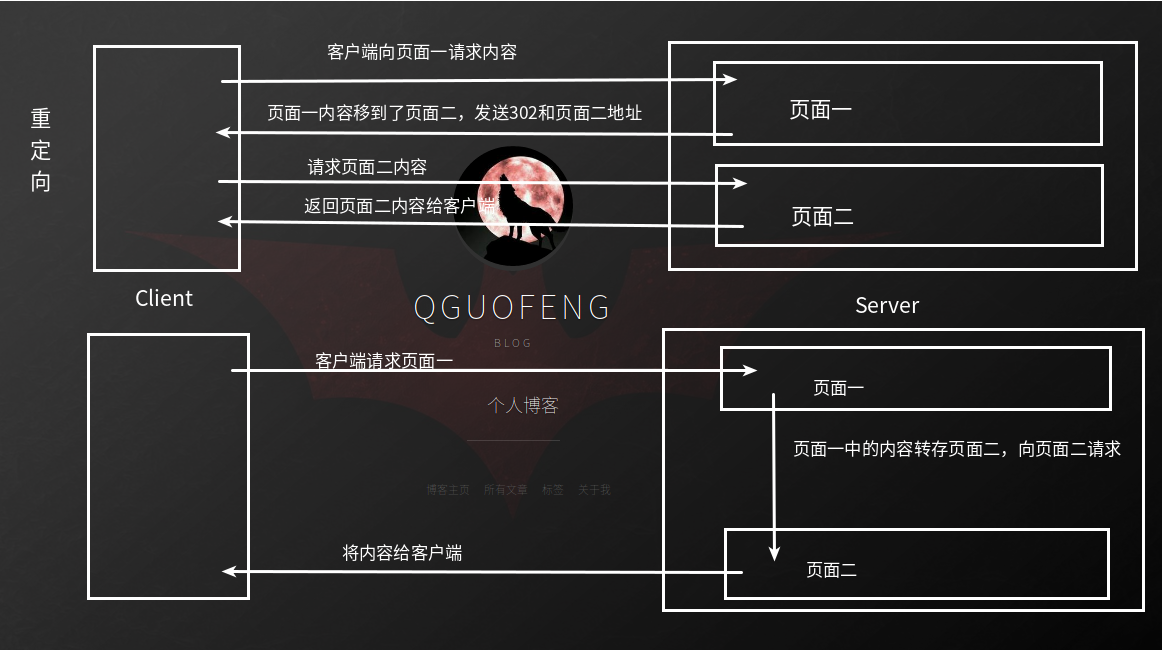 客户端向页面一请求内容
重定向
页面一内容移到了页面二，发送302和页面二地址
页面一
请求页面二内容
返回页面二内容给客户端
页面二
Client
QGUOFENG
Server
BLOG
客户端请求页面一
页面一
个人博客
页面一中的内容转存页面二，向页面二请求
博客主页 所有文章 标签 关于我
将内容给客户端
页面二